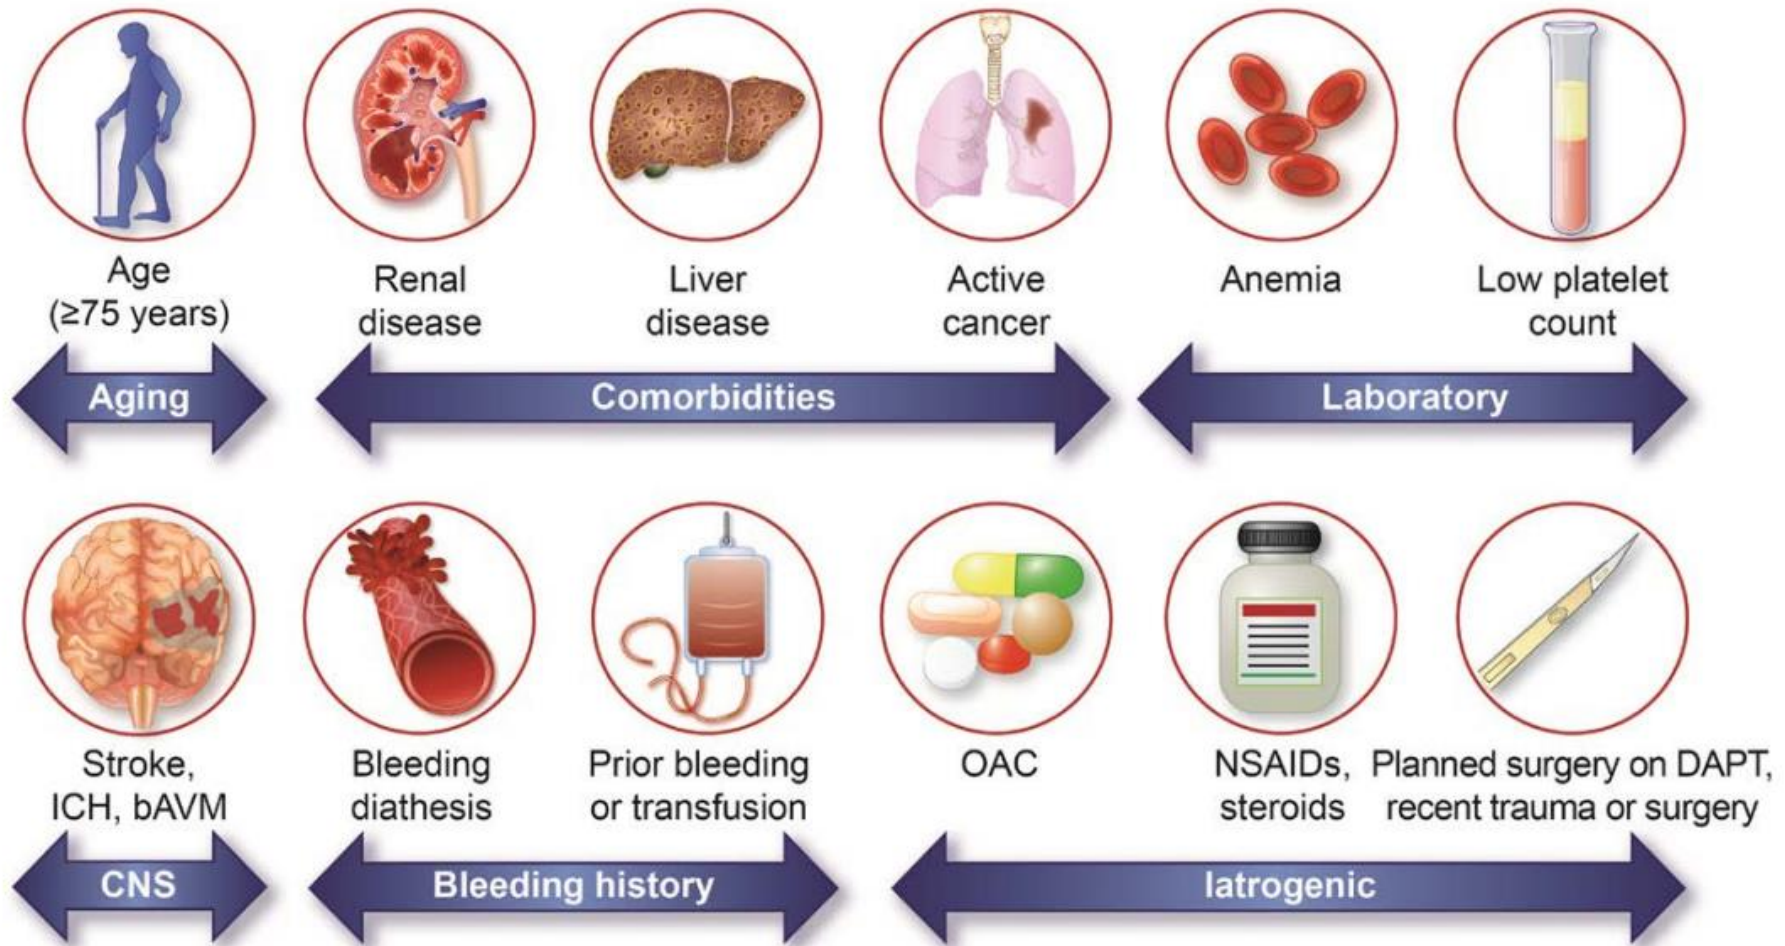 Age
(≥75 years)
Renal
disease
Liver
disease
Active
cancer
Anemia
Low platelet
count
Aging
Comorbidities
Laboratory
Stroke,
ICH, bAVM
Bleeding
diathesis
Prior bleeding
or transfusion
OAC
NSAIDs,
steroids
Planned surgery on DAPT,
recent trauma or surgery
CNS
Bleeding history
Iatrogenic